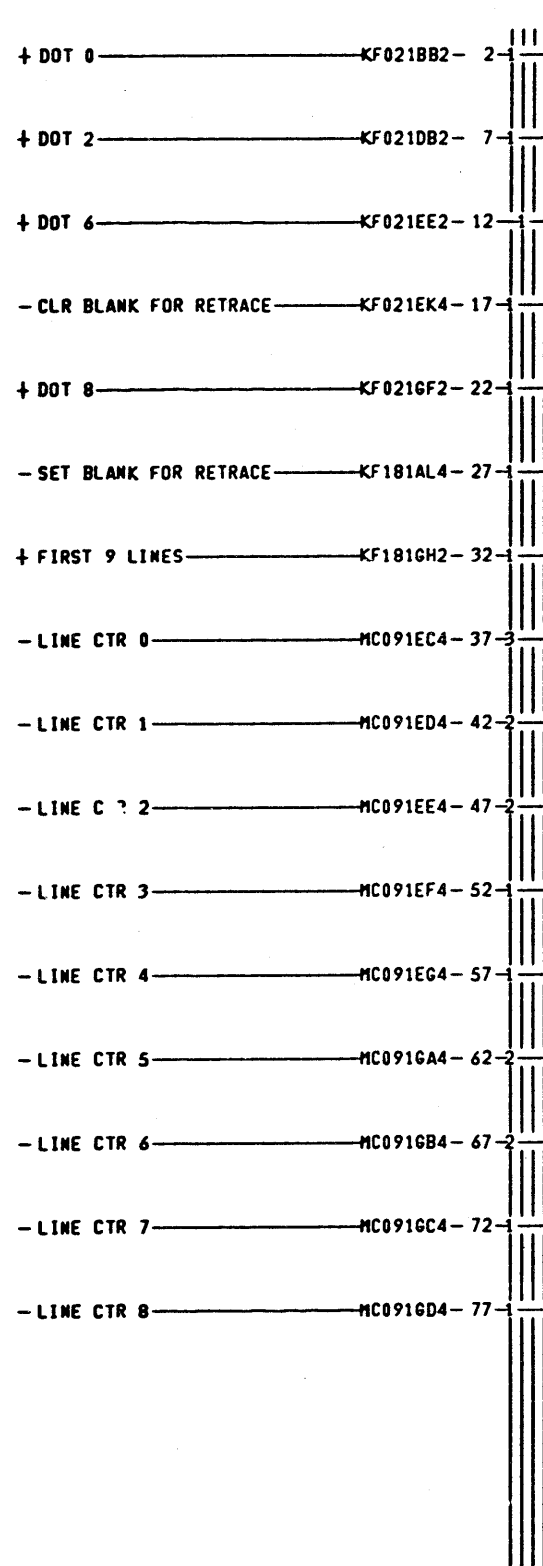 + DOT 0 KF021BB2 - 2 1
+ DOT 2 KF021DB2 - 7 1
+ DOT 6 KF021EE2 - 12 1
- CLR BLANK FOR RETRACE KF021EK4 - 17 1
+ DOT 8 KF021GF2 - 22 1
- SET BLANK FOR RETRACE KF181AL4 - 27 1
+ FIRST 9 LINES KF181GH2 - 32 1
- LINE CTR 0 MC091EC4 - 37 3
- LINE CTR 1 MC091ED4 - 42 2
- LINE 2 MC091EE4 - 47 2
- LINE CTR 3 MC091EF4 - 52 1
- LINE CTR 4 MC091EG4 - 57 1
- LINE CTR 5 MC091GA4 - 62 2
- LINE CTR 6 MC091GB4 - 67 2
- LINE CTR 7 MC091GC4 - 72 1
- LINE CTR 8 MC091GD4 - 77 1